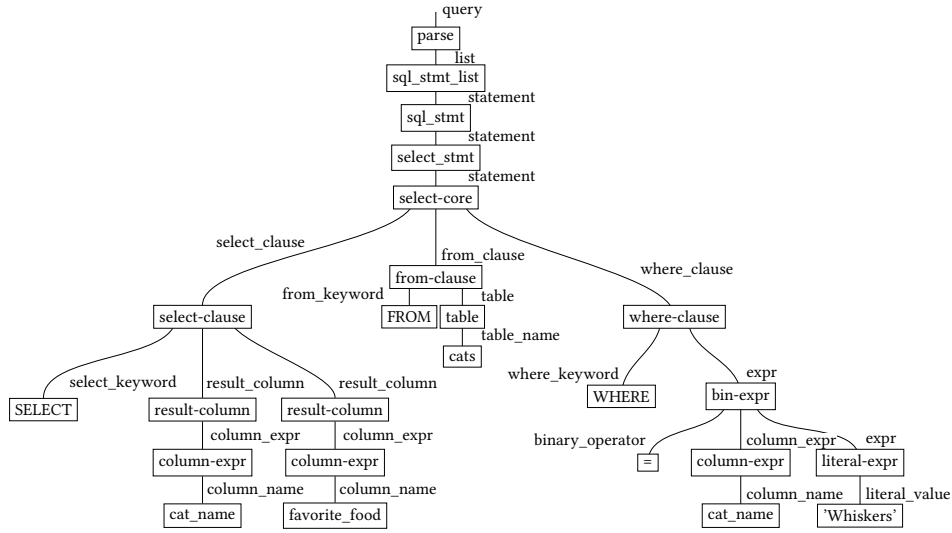 query
parse
list
sql_stmt_list
statement
sql_stmt
statement
select_stmt
statement
select-core
select_clause
from_clause
where_clause
from-clause
from_keyword
table
select-clause
FROM
table
where-clause
table_name
cats
select_keyword
result_column
result_column
where_keyword
expr
SELECT
result-column
result-column
WHERE
bin-expr
column_expr
column_expr
binary_operator
column_expr
expr
column-expr
column-expr
=
column-expr
literal-expr
column_name
column_name
column_name
literal_value
cat_name
favorite_food
cat_name
'Whiskers'